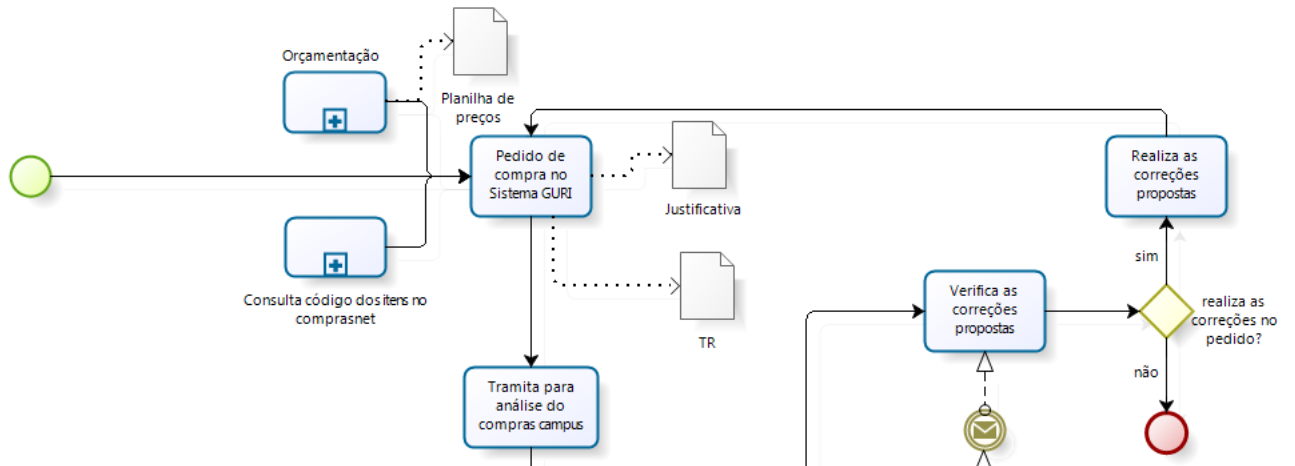 Orçamentação
Planilha de
preços
Pedido de
compra no
Sistema GURI
Justificativa
Consulta código dos itens no
comprasnet
TR
Tramita para
análise do
compras campus
Realiza as
correções
propostas
sim
Verifica as
correções
propostas
realiza as
correções no
pedido?
não